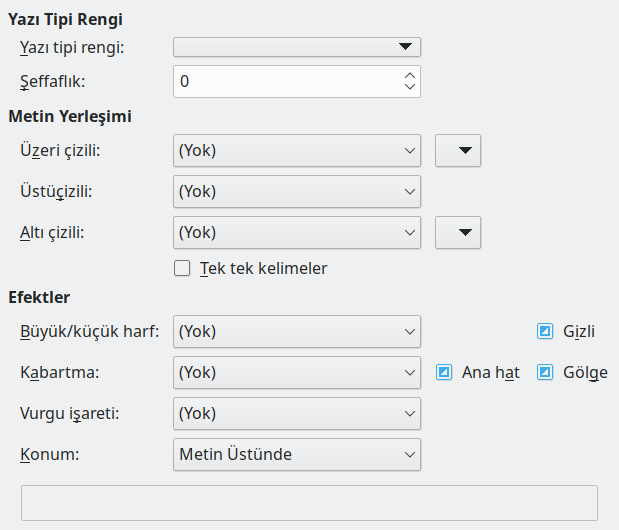 Yazı Tipi Rengi
Yazı tipi rengi:
Şeffaflık: 0
Metin Yerleşimi
Üzeri çizili: (Yok)
Üstüçizili: (Yok)
Altı çizili: (Yok)
Tek tek kelimeler
Efektler
Büyük/küçük harf: (Yok) Gizli
Kabartma: (Yok) Ana hat Gölge
Vurgu işareti: (Yok)
Konum: Metin Üstünde